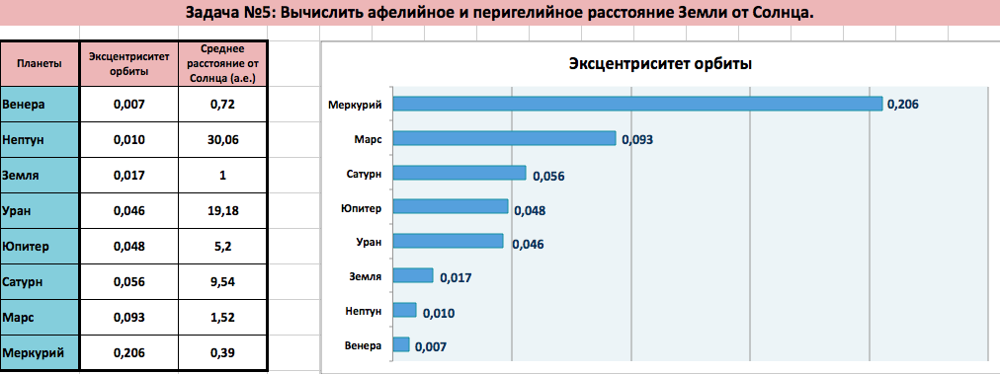 Задача №5: Вычислить афелийное и перигелийное расстояние Земли от Солнца.
Планеты Эксцентриситет орбиты Среднее расстояние от Солнца (а.е.)
Венера 0,007 0,72
Нептун 0,010 30,06
Земля 0,017 1
Уран 0,046 19,18
Юпитер 0,048 5,2
Сатурн 0,056 9,54
Марс 0,093 1,52
Меркурий 0,206 0,39
Эксцентриситет орбиты
Меркурий 0,206
Марс 0,093
Сатурн 0,056
Юпитер 0,048
Уран 0,046
Земля 0,017
Нептун 0,010
Венера 0,007